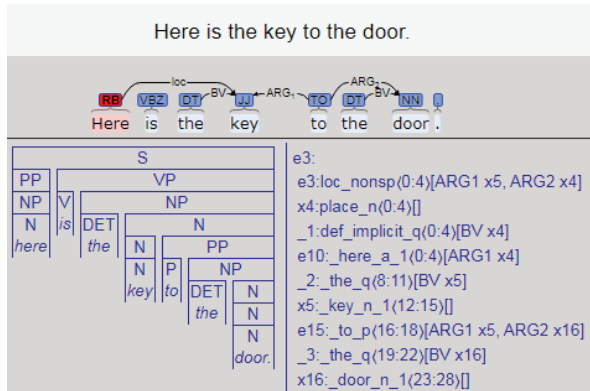 Here is the key to the door.
loc BV ARG1 ARG2 BV
RB VBZ DT JJ TO DT NN .
Here is the key to the door .
S
PP VP
NP V NP
N is DET N
here the N PP
N P NP
key to DET N
the N
N
door.
e3:
e3:loc_nonsp⟨0:4⟩[ARG1 x5, ARG2 x4]
x4:place_n⟨0:4⟩[]
_1:def_implicit_q⟨0:4⟩[BV x4]
e10:_here_a_1⟨0:4⟩[ARG1 x4]
_2:_the_q⟨8:11⟩[BV x5]
x5:_key_n_1⟨12:15⟩[]
e15:_to_p⟨16:18⟩[ARG1 x5, ARG2 x16]
_3:_the_q⟨19:22⟩[BV x16]
x16:_door_n_1⟨23:28⟩[]